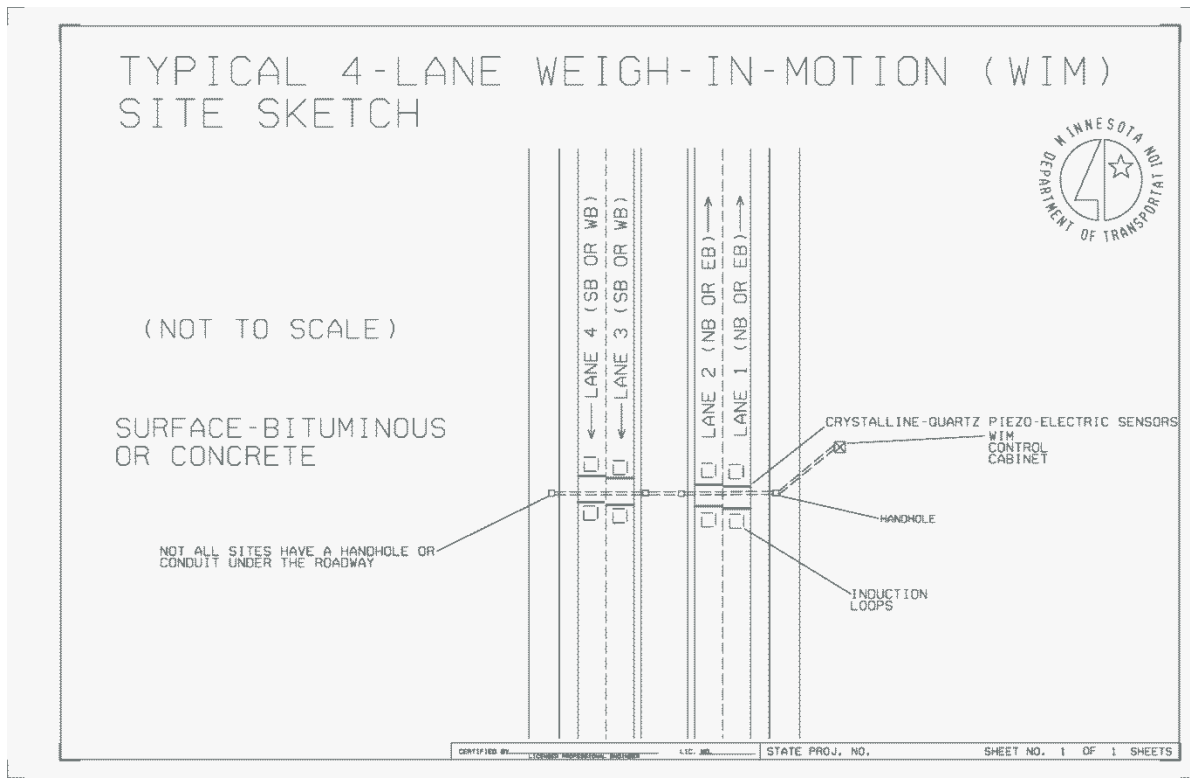 TYPICAL 4-LANE WEIGH-IN-MOTION (WIM)
SITE SKETCH
MINNESOTA DEPARTMENT OF TRANSPORTATION
(NOT TO SCALE)
SURFACE-BITUMINOUS
OR CONCRETE
LANE 4 (SB OR WB)
LANE 3 (SB OR WB)
LANE 2 (NB OR EB)
LANE 1 (NB OR EB)
CRYSTALLINE-QUARTZ PIEZO-ELECTRIC SENSORS
WIM
CONTROL
CABINET
HANDHOLE
NOT ALL SITES HAVE A HANDHOLE OR
CONDUIT UNDER THE ROADWAY
INDUCTION
LOOPS
CERTIFIED BY LIC. NO.
LICENSED PROFESSIONAL ENGINEER
STATE PROJ. NO. SHEET NO. 1 OF 1 SHEETS